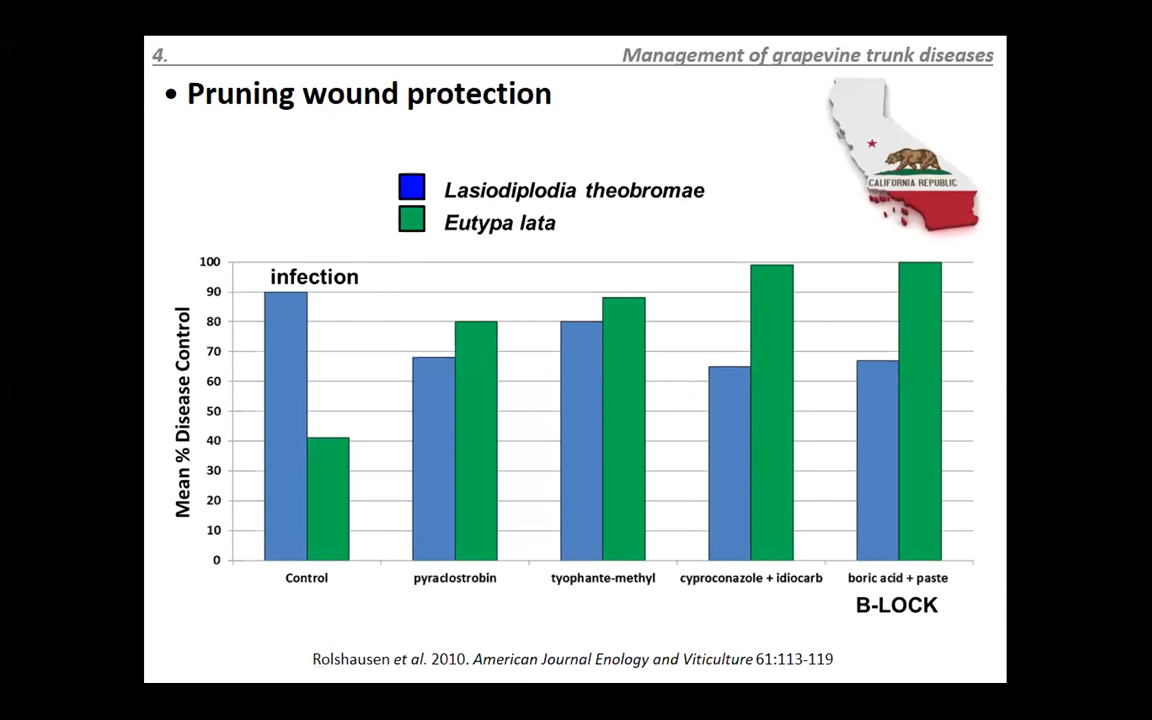 4.
Management of grapevine trunk diseases
• Pruning wound protection
CALIFORNIA REPUBLIC
Lasiodiplodia theobromae
Eutypa lata
infection
Mean % Disease Control
100
90
80
70
60
50
40
30
20
10
0
Control
pyraclostrobin
tyophante-methyl
cyproconazole + idiocarb
boric acid + paste
B-LOCK
Rolshausen et al. 2010. American Journal Enology and Viticulture 61:113-119